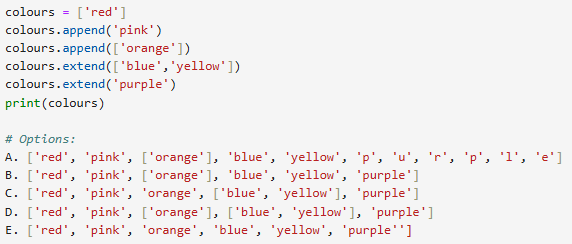 colours = ['red']
colours.append('pink')
colours.append(['orange'])
colours.extend(['blue','yellow'])
colours.extend('purple')
print(colours)
# Options:
A. ['red', 'pink', ['orange'], 'blue', 'yellow', 'p', 'u', 'r', 'p', 'l', 'e']
B. ['red', 'pink', ['orange'], 'blue', 'yellow', 'purple']
C. ['red', 'pink', 'orange', ['blue', 'yellow'], 'purple']
D. ['red', 'pink', ['orange'], ['blue', 'yellow'], 'purple']
E. ['red', 'pink', 'orange', 'blue', 'yellow', 'purple'']